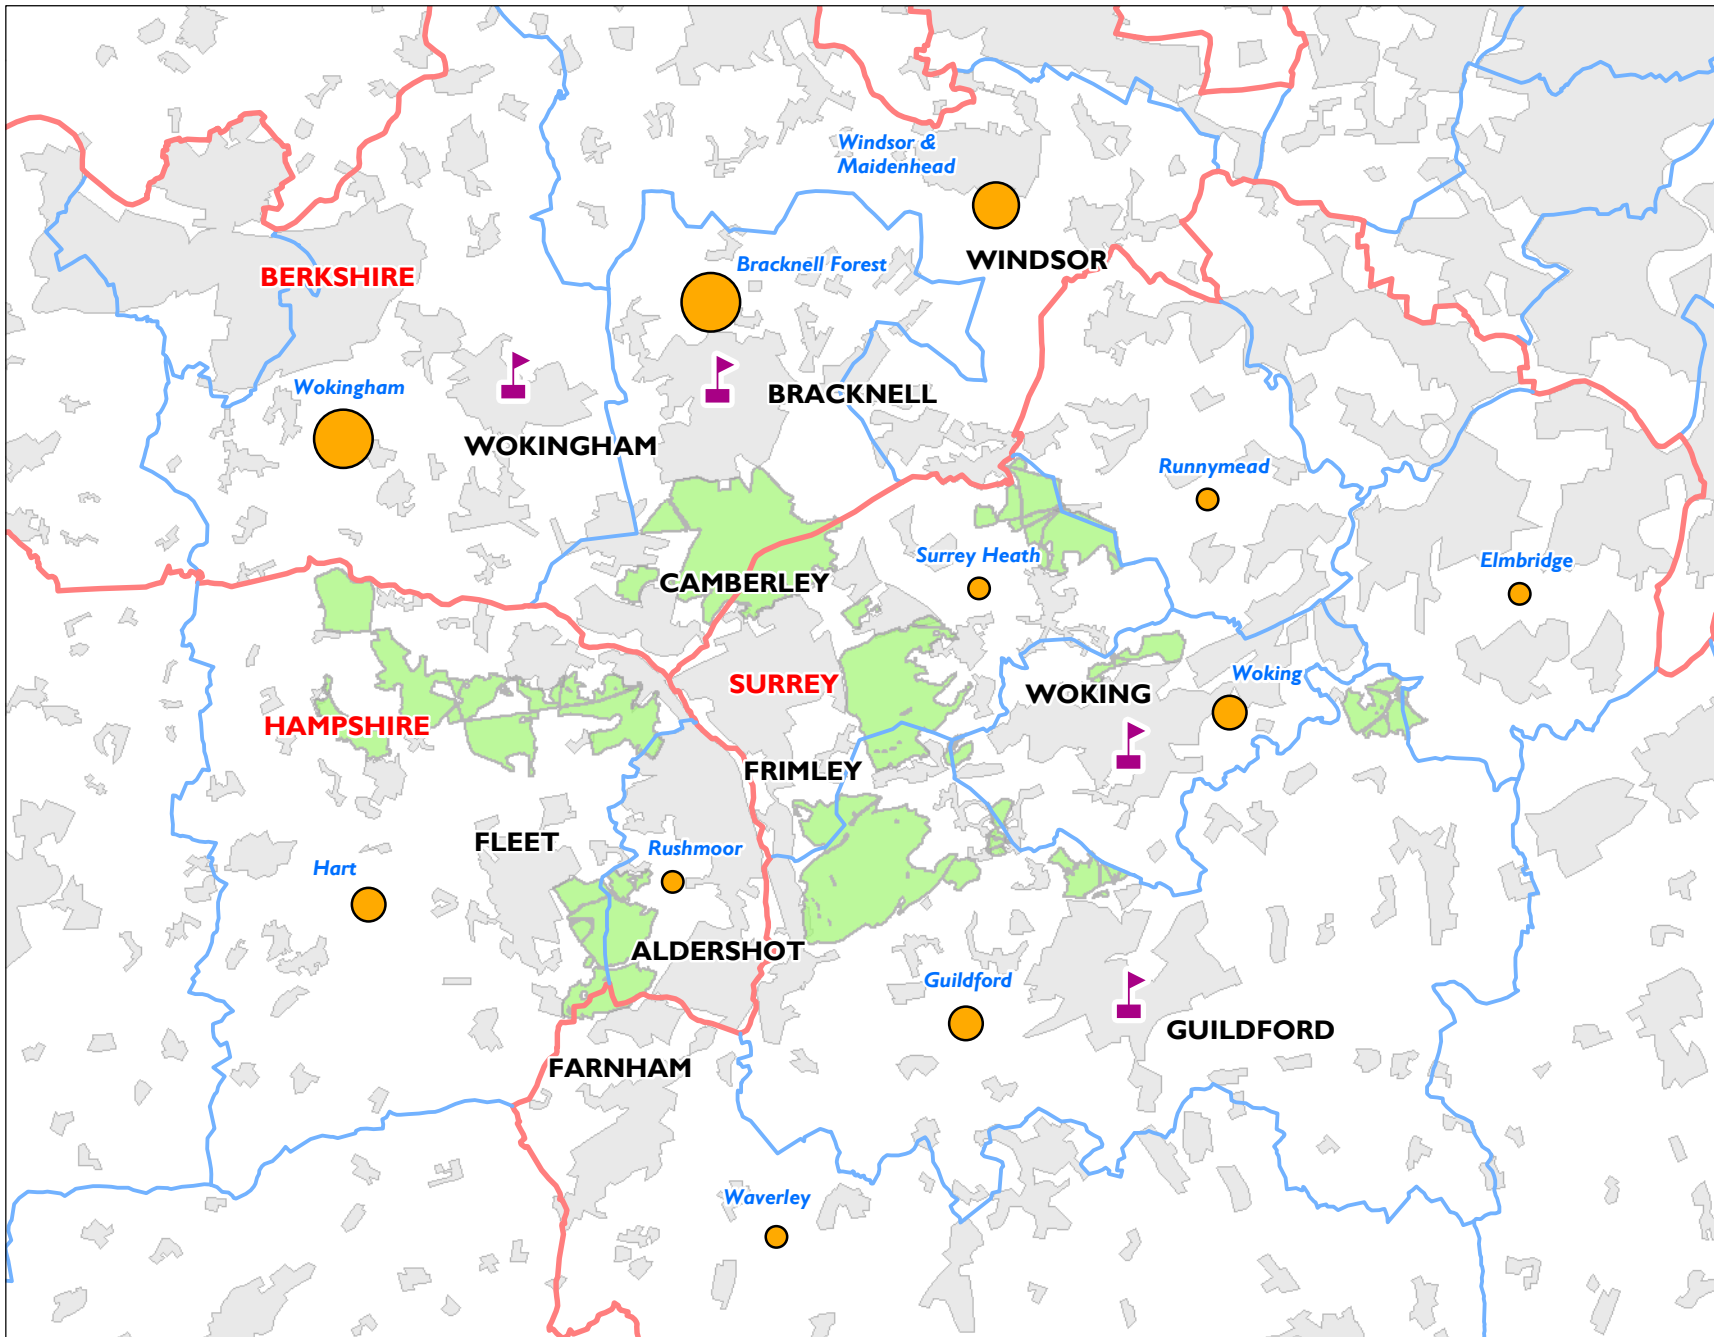 Windsor &
Maidenhead
WINDSOR
Bracknell Forest
BERKSHIRE
Wokingham
BRACKNELL
WOKINGHAM
Runnymead
Surrey Heath
Elmbridge
CAMBERLEY
Woking
SURREY
WOKING
HAMPSHIRE
FRIMLEY
FLEET
Rushmoor
Hart
ALDERSHOT
Guildford
GUILDFORD
FARNHAM
Waverley